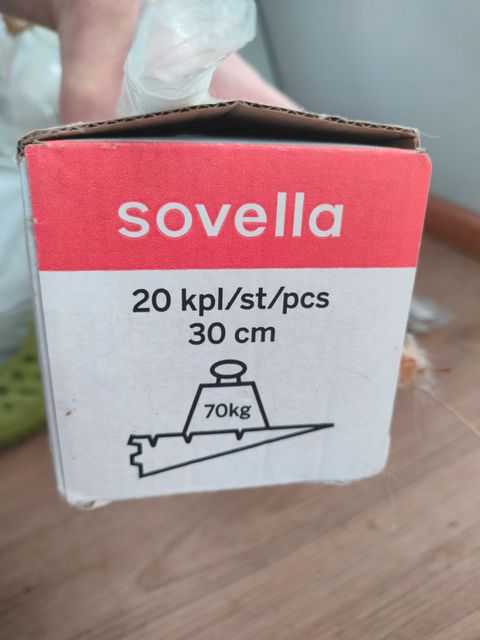 sovella
20 kpl/st/pcs
30 cm
70kg